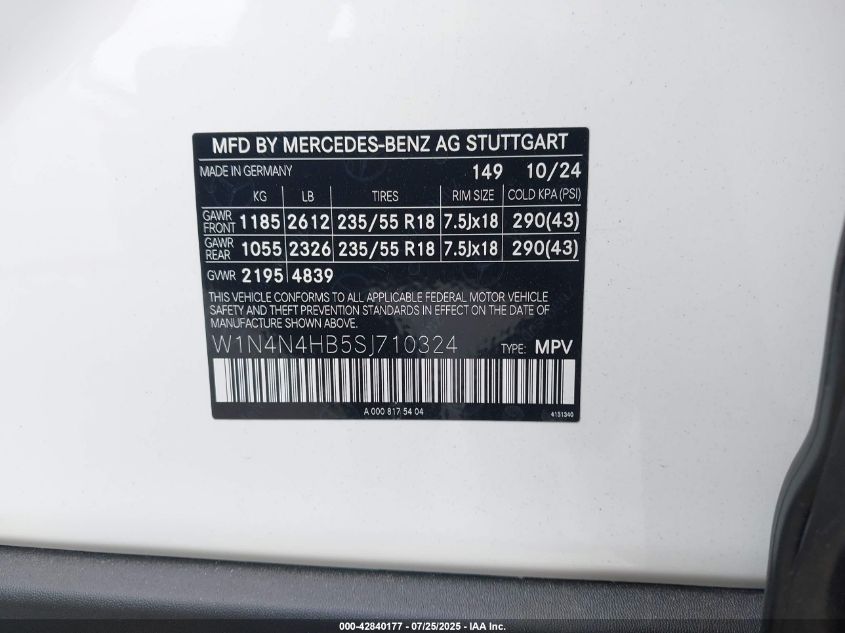 MFD BY MERCEDES-BENZ AG STUTTGART
MADE IN GERMANY 149 10/24
KG LB TIRES RIM SIZE COLD KPA (PSI)
GAWR FRONT 1185 2612 235/55 R18 7.5Jx18 290(43)
GAWR REAR 1055 2326 235/55 R18 7.5Jx18 290(43)
GVWR 2195 4839
THIS VEHICLE CONFORMS TO ALL APPLICABLE FEDERAL MOTOR VEHICLE
SAFETY AND THEFT PREVENTION STANDARDS IN EFFECT ON THE DATE OF
MANUFACTURE SHOWN ABOVE.
W1N4N4HB5SJ710324 TYPE: MPV
A 000 817 54 04 4131340
000-42840177 - 07/25/2025 - IAA Inc.